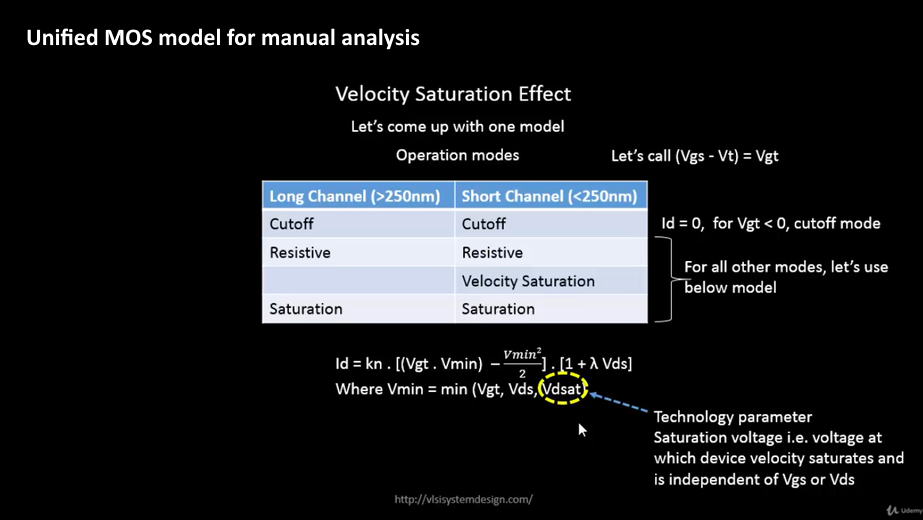 Unified MOS model for manual analysis
Velocity Saturation Effect
Let's come up with one model
Operation modes
Let's call (Vgs - Vt) = Vgt
Long Channel (>250nm) Short Channel (<250nm)
Cutoff Cutoff
Id = 0, for Vgt < 0, cutoff mode
Resistive Resistive
For all other modes, let's use
below model
Velocity Saturation
Saturation Saturation
Id = kn . [(Vgt . Vmin) − Vmin²/2] . [1 + λ Vds]
Where Vmin = min (Vgt, Vds, Vdsat)
Technology parameter
Saturation voltage i.e. voltage at
which device velocity saturates and
is independent of Vgs or Vds
http://vlsisystemdesign.com/
Udemy